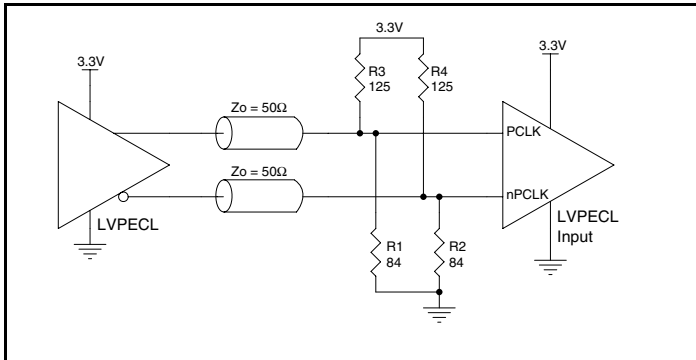 3.3V
3.3V
3.3V
R3
125
R4
125
Zo = 50Ω
PCLK
Zo = 50Ω
nPCLK
LVPECL
LVPECL
Input
R1
84
R2
84